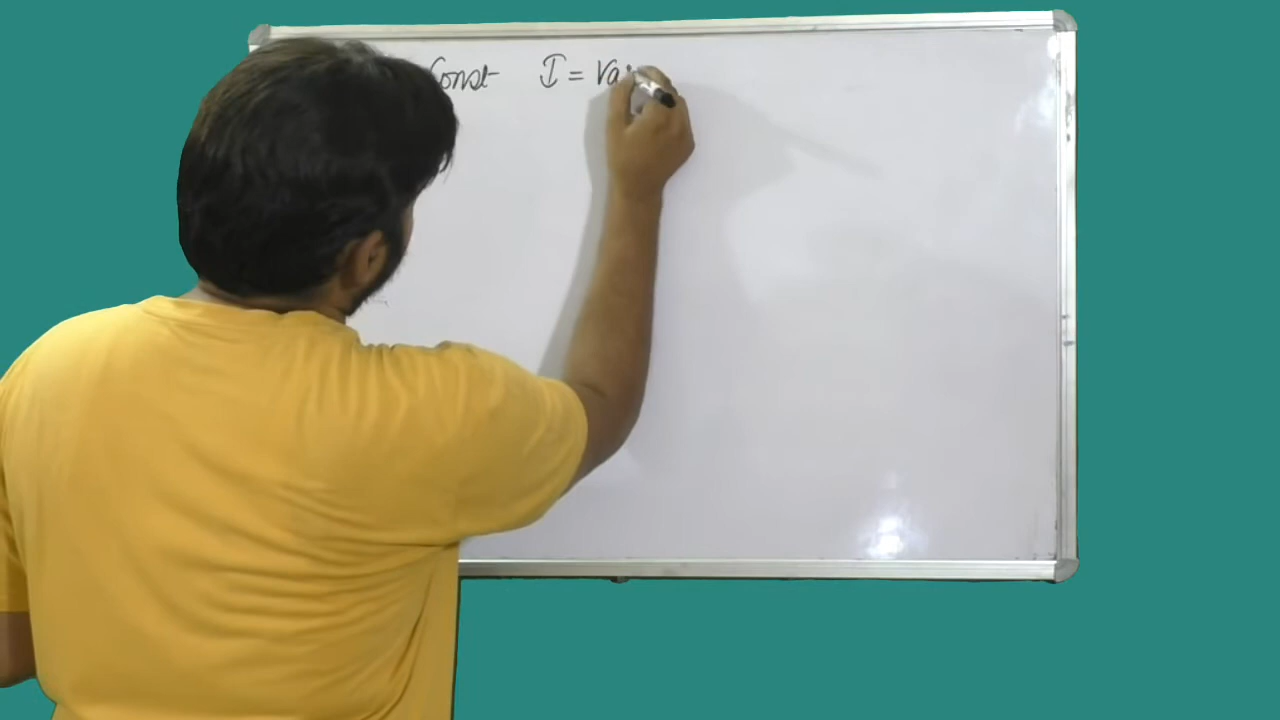 Const I = Va